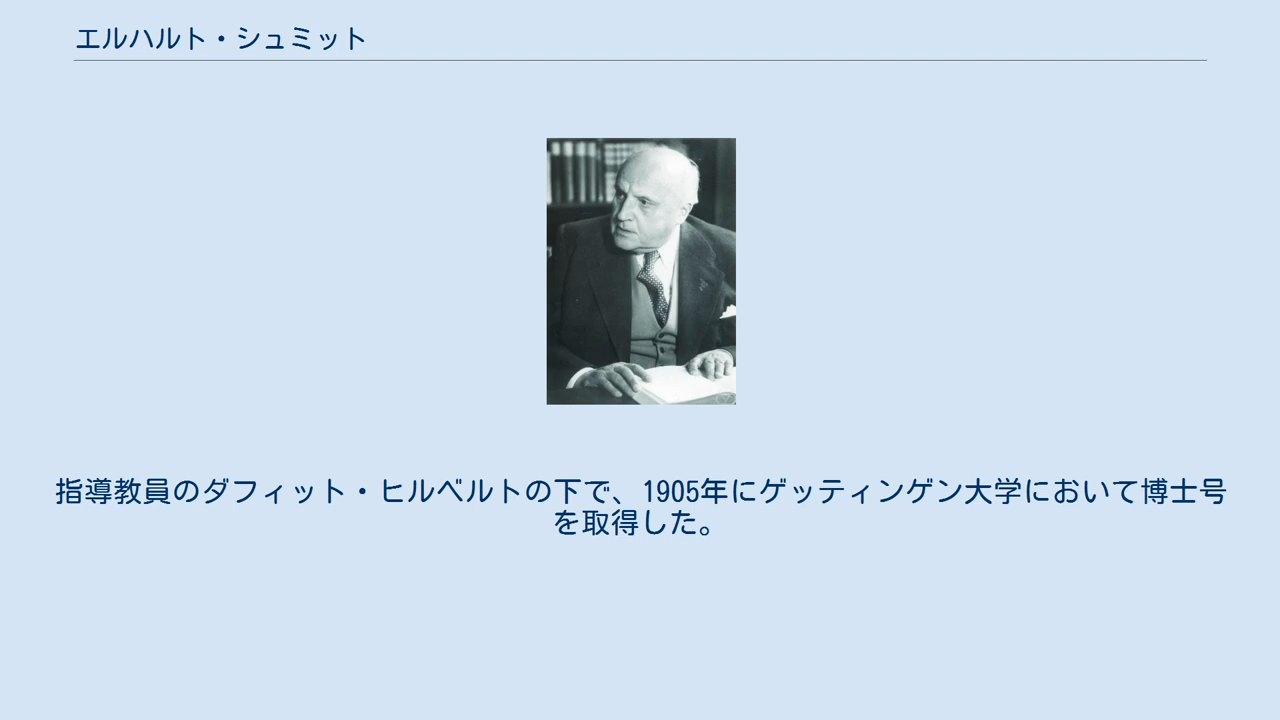 エルハルト・シュミット
指導教員のダフィット・ヒルベルトの下で、1905年にゲッティンゲン大学において博士号
を取得した。